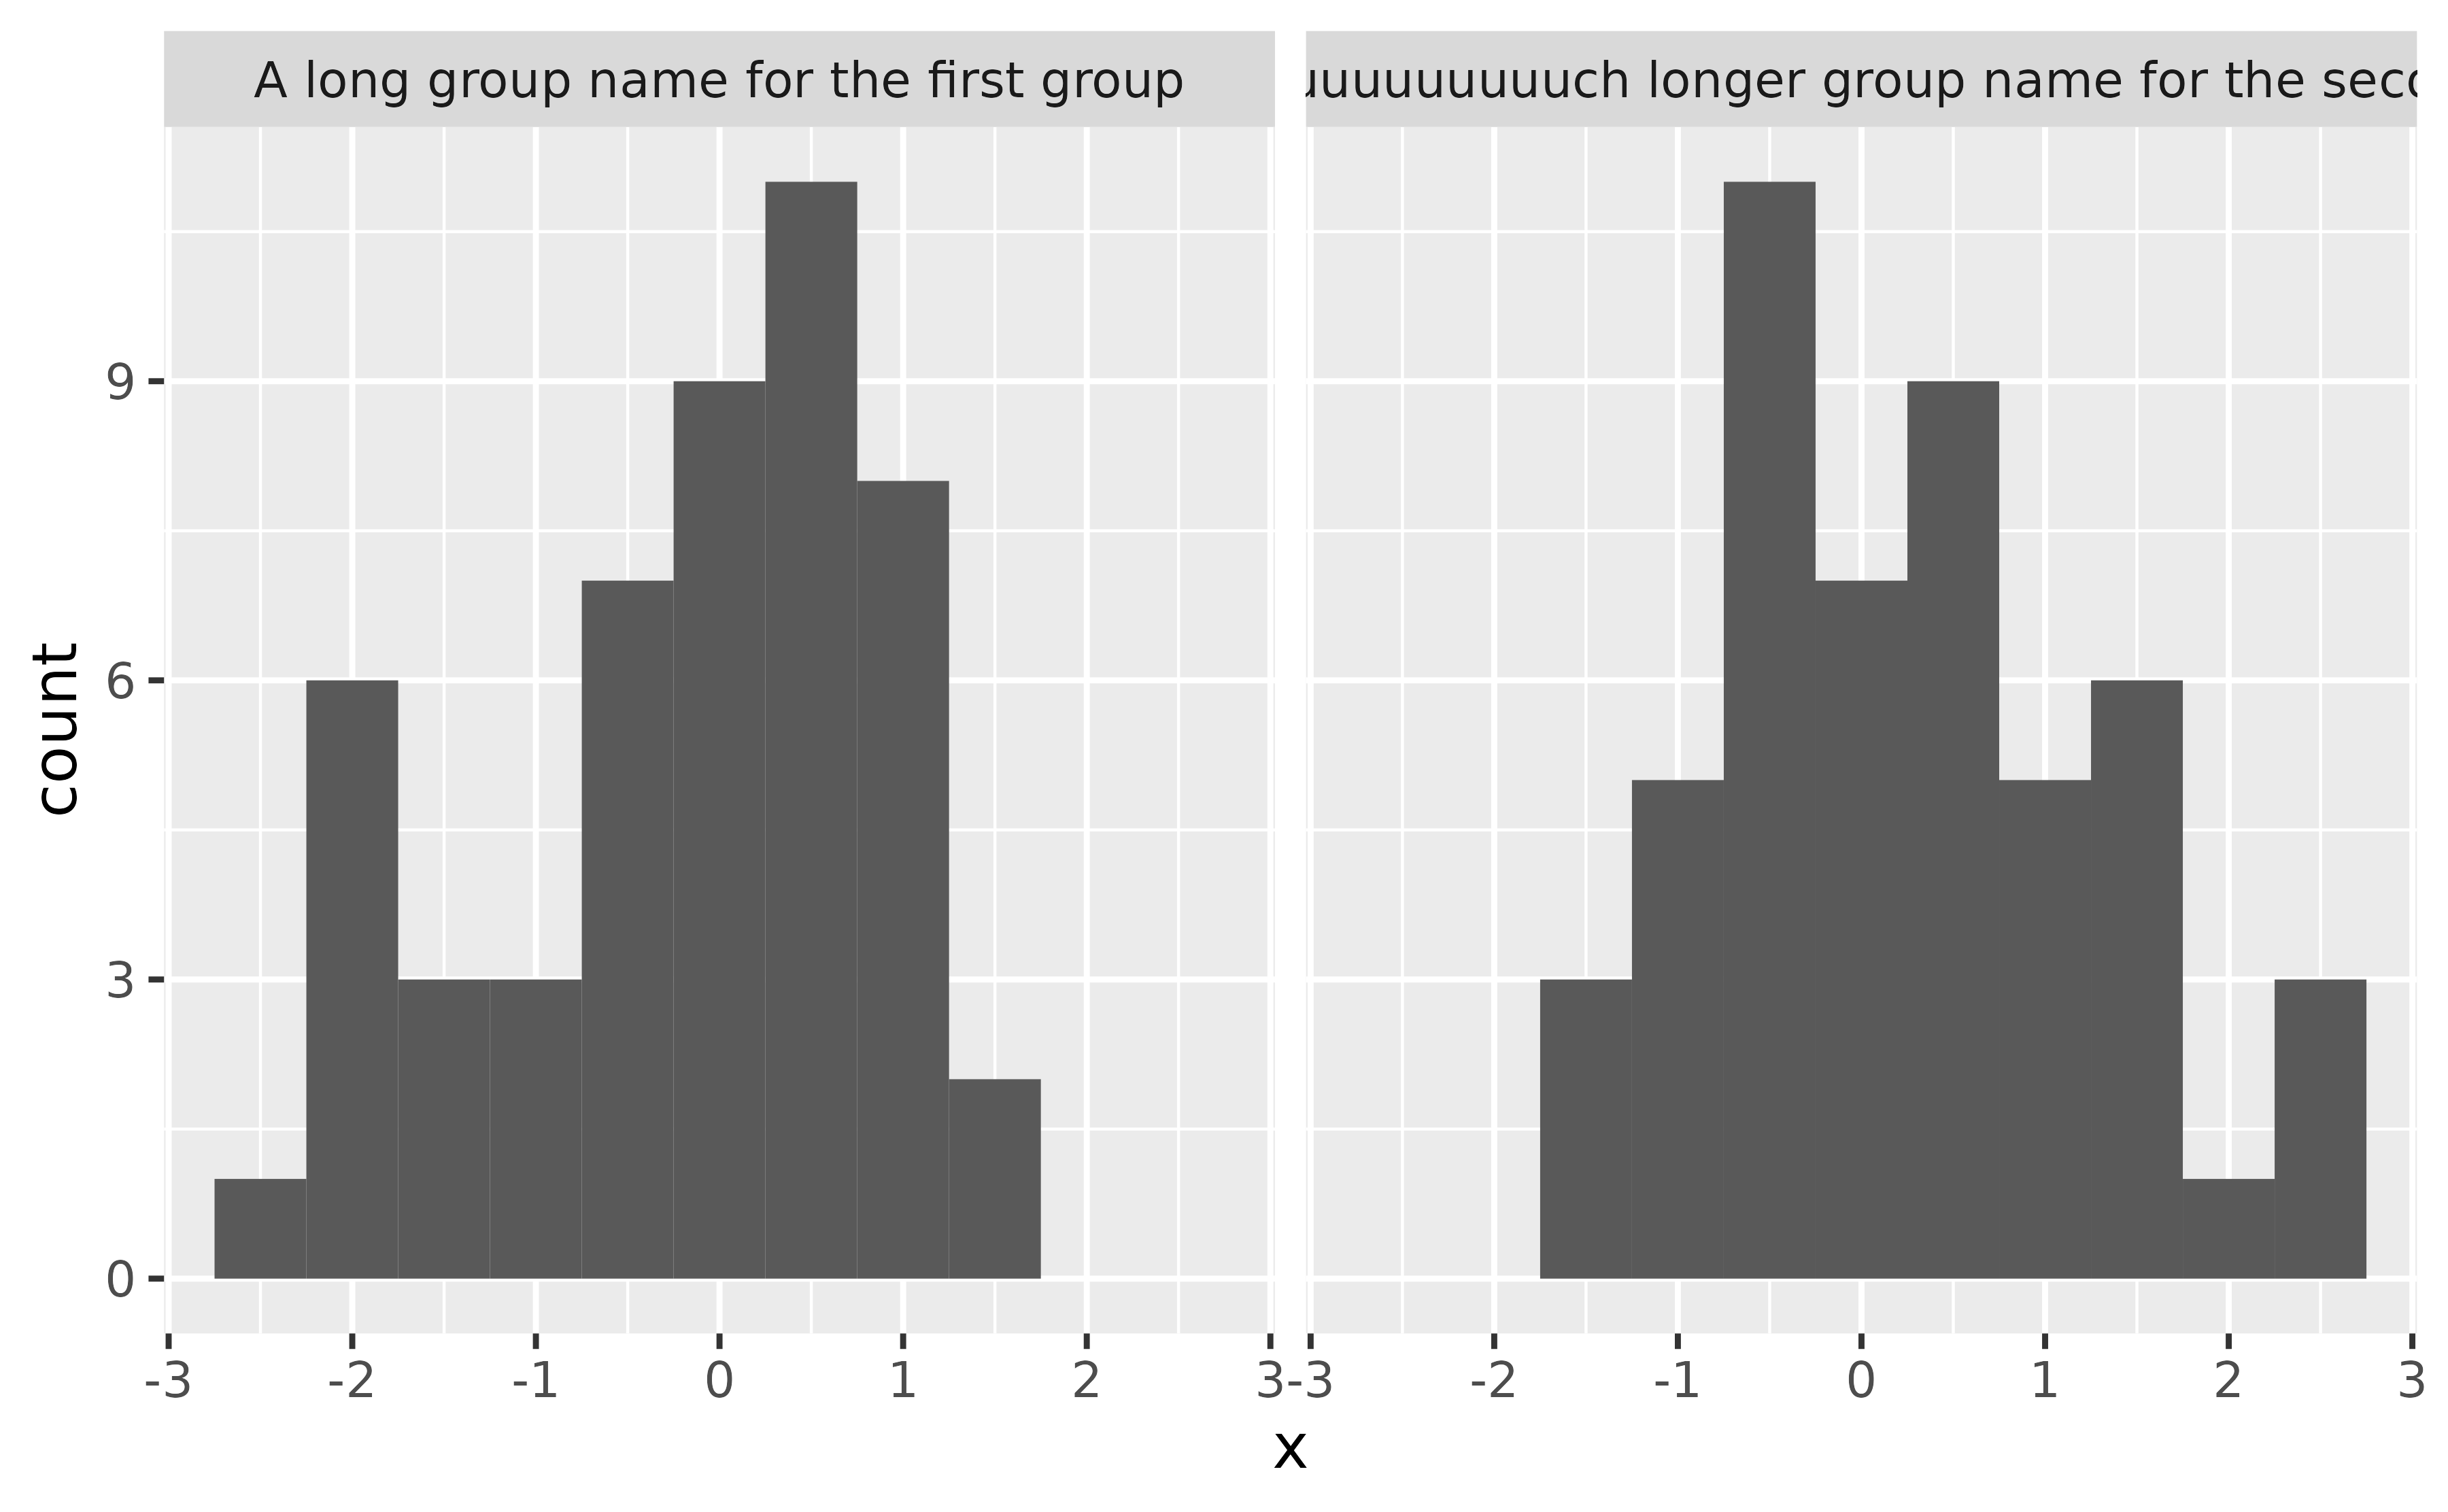 A long group name for the first group
uuuuuuuuuch longer group name for the sec
count
9
6
3
0
-3 -2 -1 0 1 2 3
-3 -2 -1 0 1 2 3
x